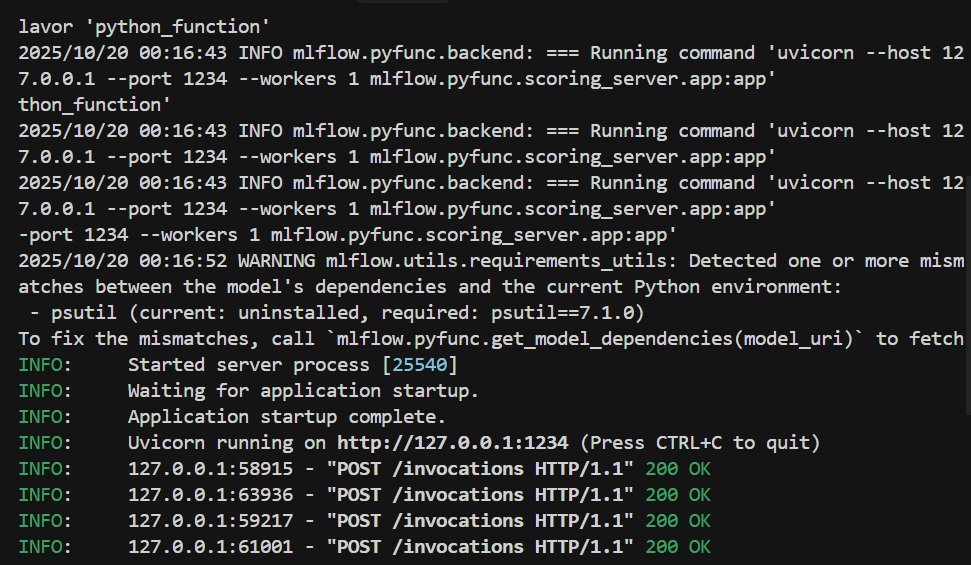 lavor 'python_function'
2025/10/20 00:16:43 INFO mlflow.pyfunc.backend: === Running command 'uvicorn --host 12
7.0.0.1 --port 1234 --workers 1 mlflow.pyfunc.scoring_server.app:app'
thon_function'
2025/10/20 00:16:43 INFO mlflow.pyfunc.backend: === Running command 'uvicorn --host 12
7.0.0.1 --port 1234 --workers 1 mlflow.pyfunc.scoring_server.app:app'
2025/10/20 00:16:43 INFO mlflow.pyfunc.backend: === Running command 'uvicorn --host 12
7.0.0.1 --port 1234 --workers 1 mlflow.pyfunc.scoring_server.app:app'
-port 1234 --workers 1 mlflow.pyfunc.scoring_server.app:app'
2025/10/20 00:16:52 WARNING mlflow.utils.requirements_utils: Detected one or more mism
atches between the model's dependencies and the current Python environment:
 - psutil (current: uninstalled, required: psutil==7.1.0)
To fix the mismatches, call `mlflow.pyfunc.get_model_dependencies(model_uri)` to fetch
INFO:     Started server process [25540]
INFO:     Waiting for application startup.
INFO:     Application startup complete.
INFO:     Uvicorn running on http://127.0.0.1:1234 (Press CTRL+C to quit)
INFO:     127.0.0.1:58915 - "POST /invocations HTTP/1.1" 200 OK
INFO:     127.0.0.1:63936 - "POST /invocations HTTP/1.1" 200 OK
INFO:     127.0.0.1:59217 - "POST /invocations HTTP/1.1" 200 OK
INFO:     127.0.0.1:61001 - "POST /invocations HTTP/1.1" 200 OK